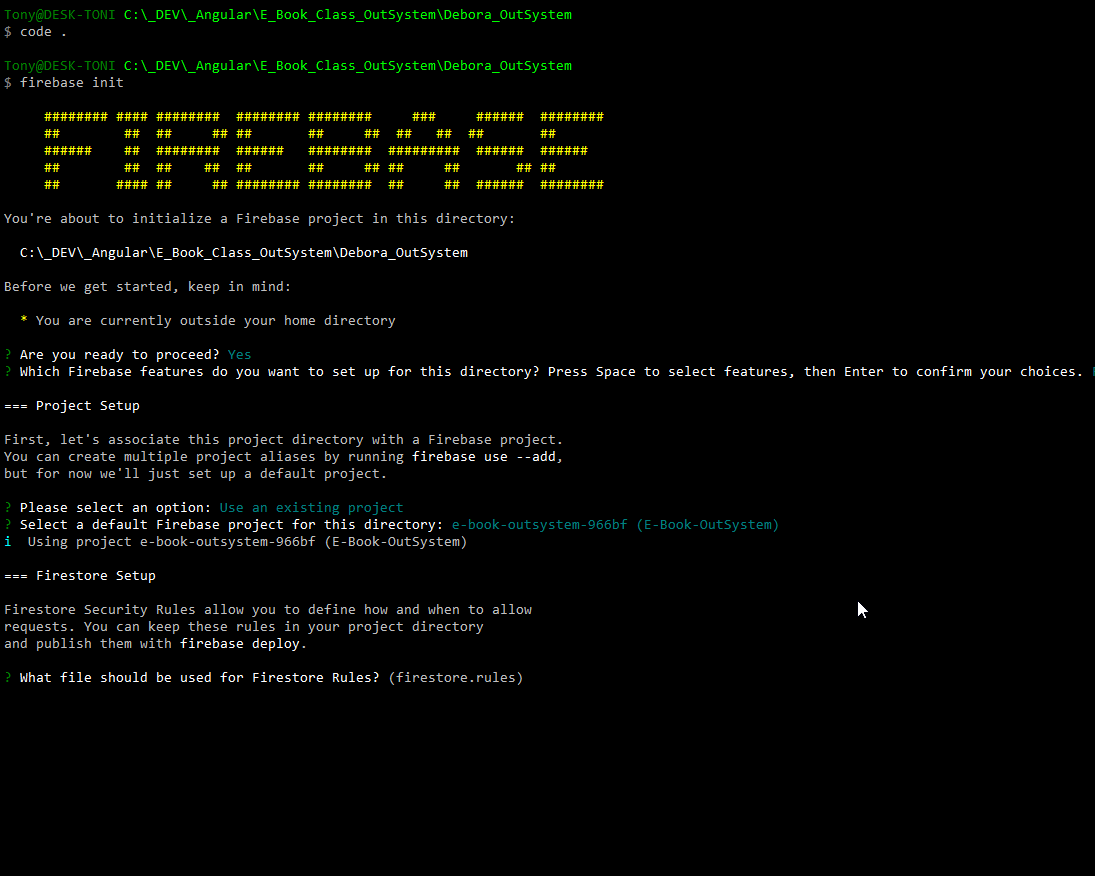 Tony@DESK-TONI C:\_DEV\_Angular\E_Book_Class_OutSystem\Debora_OutSystem
$ code .
Tony@DESK-TONI C:\_DEV\_Angular\E_Book_Class_OutSystem\Debora_OutSystem
$ firebase init
######## #### ########  ######## ########     ###     ######  ########
##        ##  ##     ## ##       ##     ##  ##   ##  ##       ##
######    ##  ########  ######   ########  #########  ######  ######
##        ##  ##    ##  ##       ##     ## ##     ##       ## ##
##       #### ##     ## ######## ########  ##     ##  ######  ########
You're about to initialize a Firebase project in this directory:
C:\_DEV\_Angular\E_Book_Class_OutSystem\Debora_OutSystem
Before we get started, keep in mind:
* You are currently outside your home directory
? Are you ready to proceed? Yes
? Which Firebase features do you want to set up for this directory? Press Space to select features, then Enter to confirm your choices.
=== Project Setup
First, let's associate this project directory with a Firebase project.
You can create multiple project aliases by running firebase use --add,
but for now we'll just set up a default project.
? Please select an option: Use an existing project
? Select a default Firebase project for this directory: e-book-outsystem-966bf (E-Book-OutSystem)
i  Using project e-book-outsystem-966bf (E-Book-OutSystem)
=== Firestore Setup
Firestore Security Rules allow you to define how and when to allow
requests. You can keep these rules in your project directory
and publish them with firebase deploy.
? What file should be used for Firestore Rules? (firestore.rules)